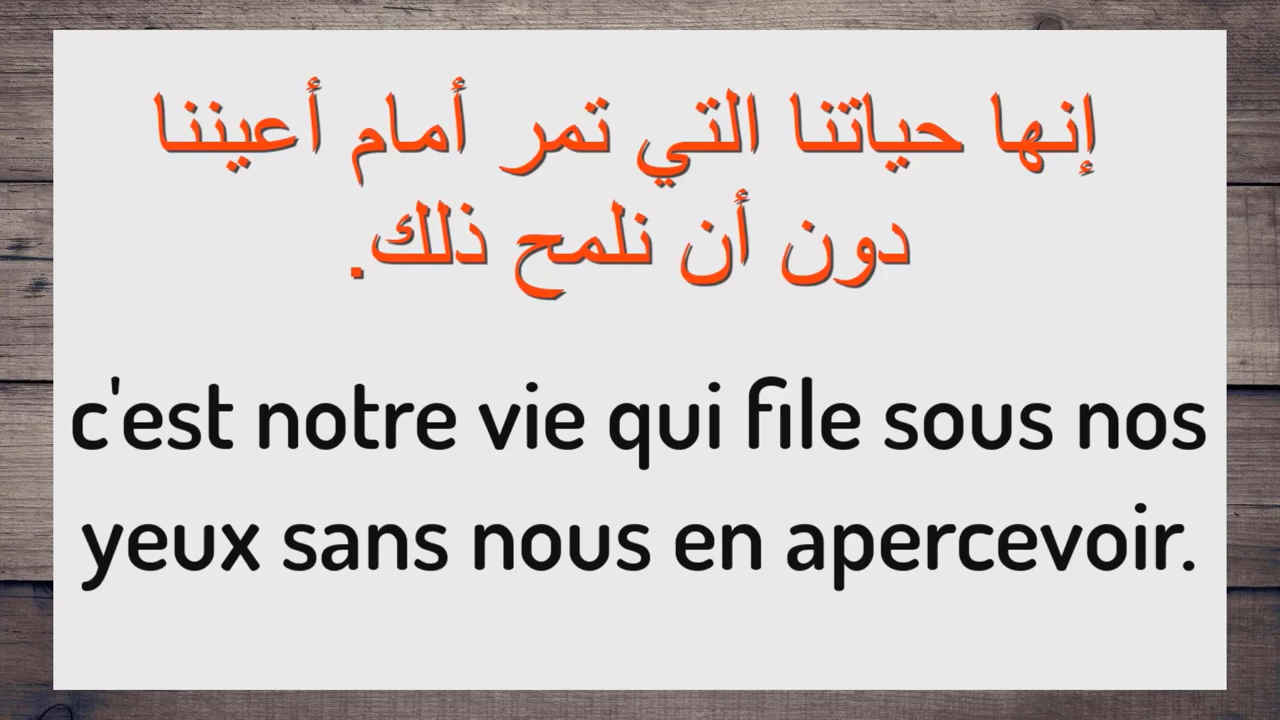 إنها حياتنا التي تمر أمام أعيننا
دون أن نلمح ذلك.
c'est notre vie qui file sous nos
yeux sans nous en apercevoir.